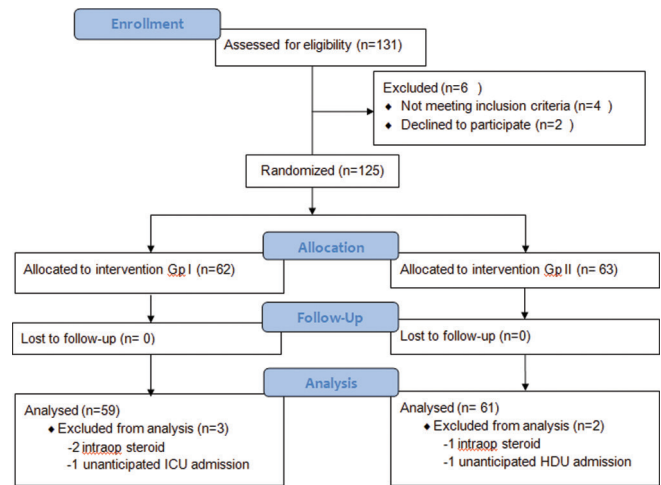 Enrollment
Assessed for eligibility (n=131)
Excluded (n=6 )
◆ Not meeting inclusion criteria (n=4 )
◆ Declined to participate (n=2 )
Randomized (n=125)
Allocation
Allocated to intervention Gp I (n=62)
Allocated to intervention Gp II (n= 63)
Follow-Up
Lost to follow-up (n= 0)
Lost to follow-up (n=0)
Analysis
Analysed (n=59)
◆ Excluded from analysis (n=3)
-2 intraop steroid
-1 unanticipated ICU admission
Analysed (n= 61)
◆ Excluded from analysis (n=2)
-1 intraop steroid
-1 unanticipated HDU admission